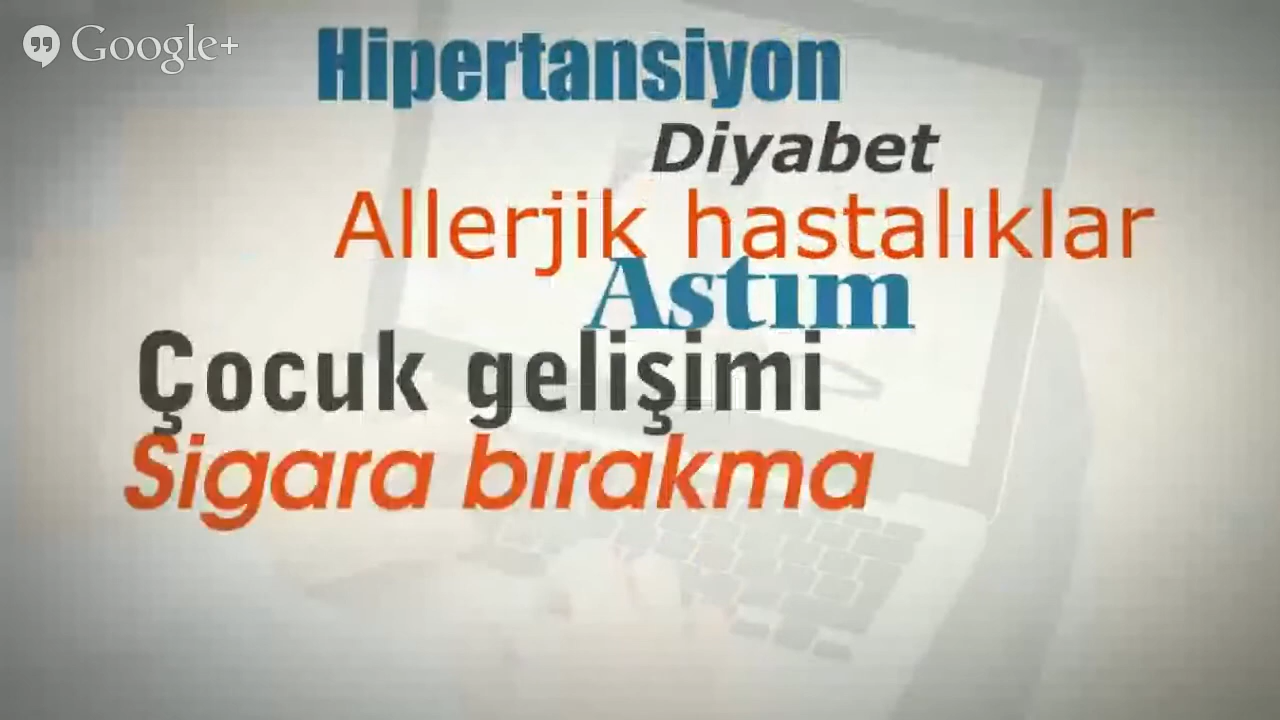 Google+
Hipertansiyon
Diyabet
Allerjik hastalıklar
Astım
Çocuk gelişimi
Sigara bırakma